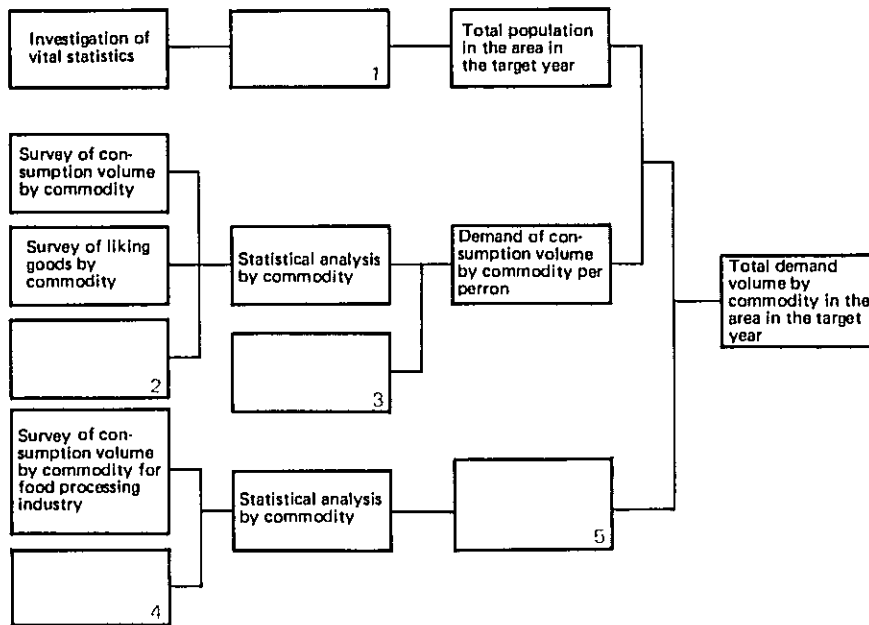 Investigation of
vital statistics
1
Total population
in the area in
the target year
Survey of con-
sumption volume
by commodity
Survey of liking
goods by
commodity
2
Statistical analysis
by commodity
3
Demand of con-
sumption volume
by commodity per
perron
Total demand
volume by
commodity in the
area in the target
year
Survey of con-
sumption volume
by commodity for
food processing
industry
4
Statistical analysis
by commodity
5